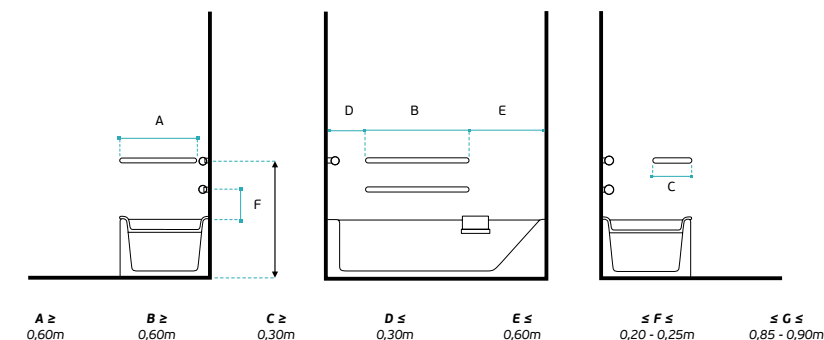 A
F
D B E
C
A ≥ B ≥ C ≥ D ≤ E ≤ ≤ F ≤ ≤ G ≤
0,60m 0,60m 0,30m 0,30m 0,60m 0,20 - 0,25m 0,85 - 0,90m